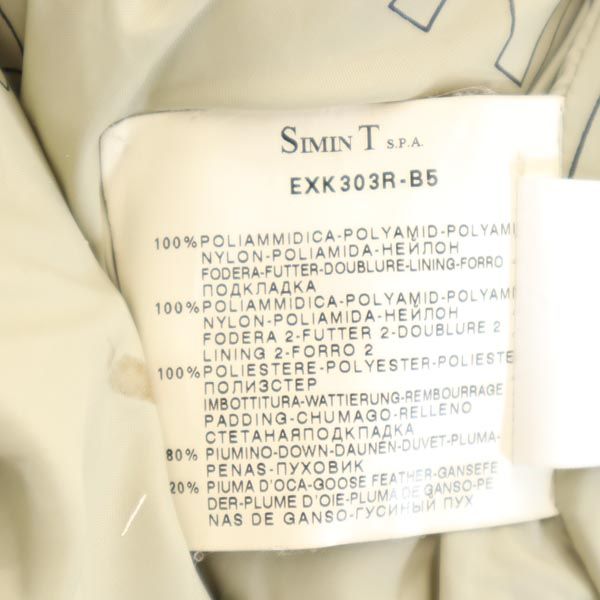 SIMIN T S.P.A.
EXK303R-B5
100% POLIAMMIDICA-POLYAMID-POLYAMI
NYLON-POLIAMIDA-НЕЙЛОН
FODERA-FUTTER-DOUBLURE-LINING-FORRO
ПОДКЛАДКА
100% POLIAMMIDICA-POLYAMID-POLYAMI
NYLON-POLIAMIDA-НЕЙЛОН
FODERA 2-FUTTER 2-DOUBLURE 2
LINING 2-FORRO 2
100% POLIESTERE-POLYESTER-POLIESTE
ПОЛИЗСТЕР
IMBOTTITURA-WATTIERUNG-REMBOURRAGE
PADDING-CHUMAGO-RELLENO
СТЕТАНАЯПОДКПАДКА
80% PIUMINO-DOWN-DAUNEN-DUVET-PLUMA-
PENAS-ПУХОВИК
20% PIUMA D'OCA-GOOSE FEATHER-GANSEFE
DER-PLUME D'OIE-PLUMA DE GANSO-PE
NAS DE GANSO-ГУСИНЫЙ ПУХ